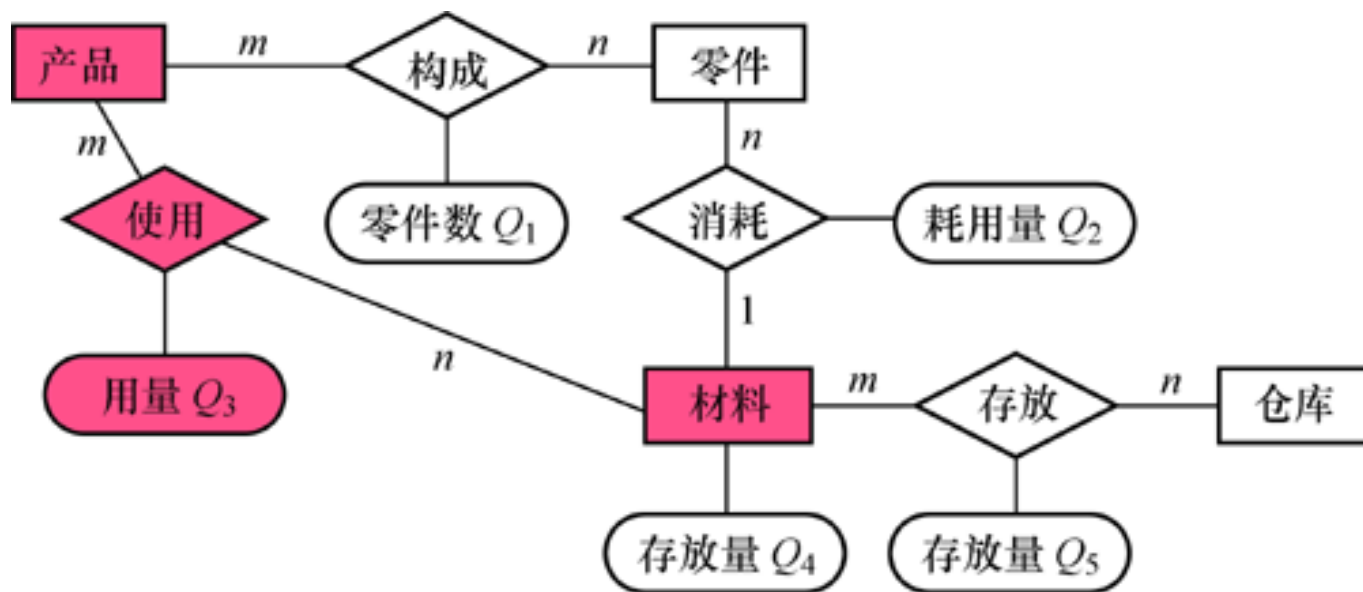 产品 m 构成 n 零件
m n
使用 零件数 Q1 消耗 耗用量 Q2
1
用量 Q3 n 材料 m 存放 n 仓库
存放量 Q4 存放量 Q5